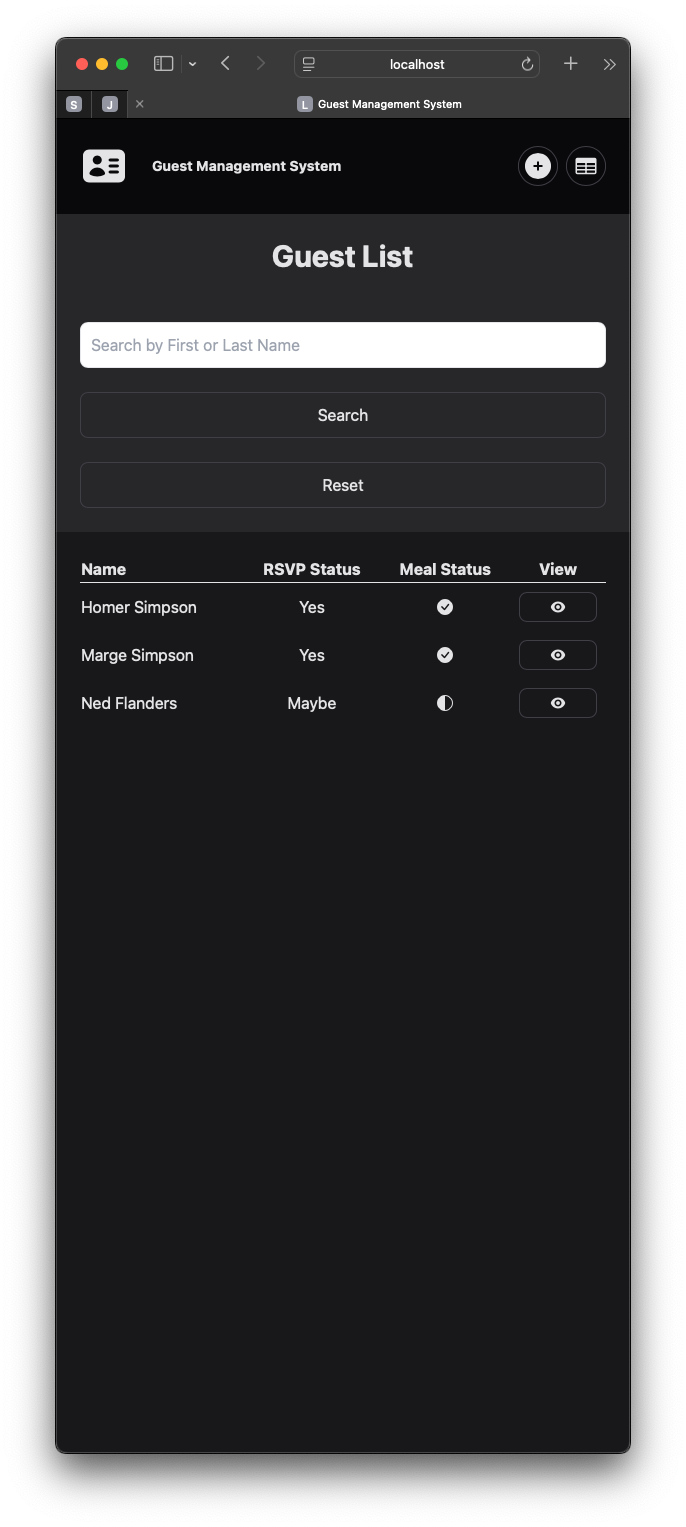 localhost
S
J
L Guest Management System
Guest Management System
Guest List
Search by First or Last Name
Search
Reset
Name RSVP Status Meal Status View
Homer Simpson Yes
Marge Simpson Yes
Ned Flanders Maybe